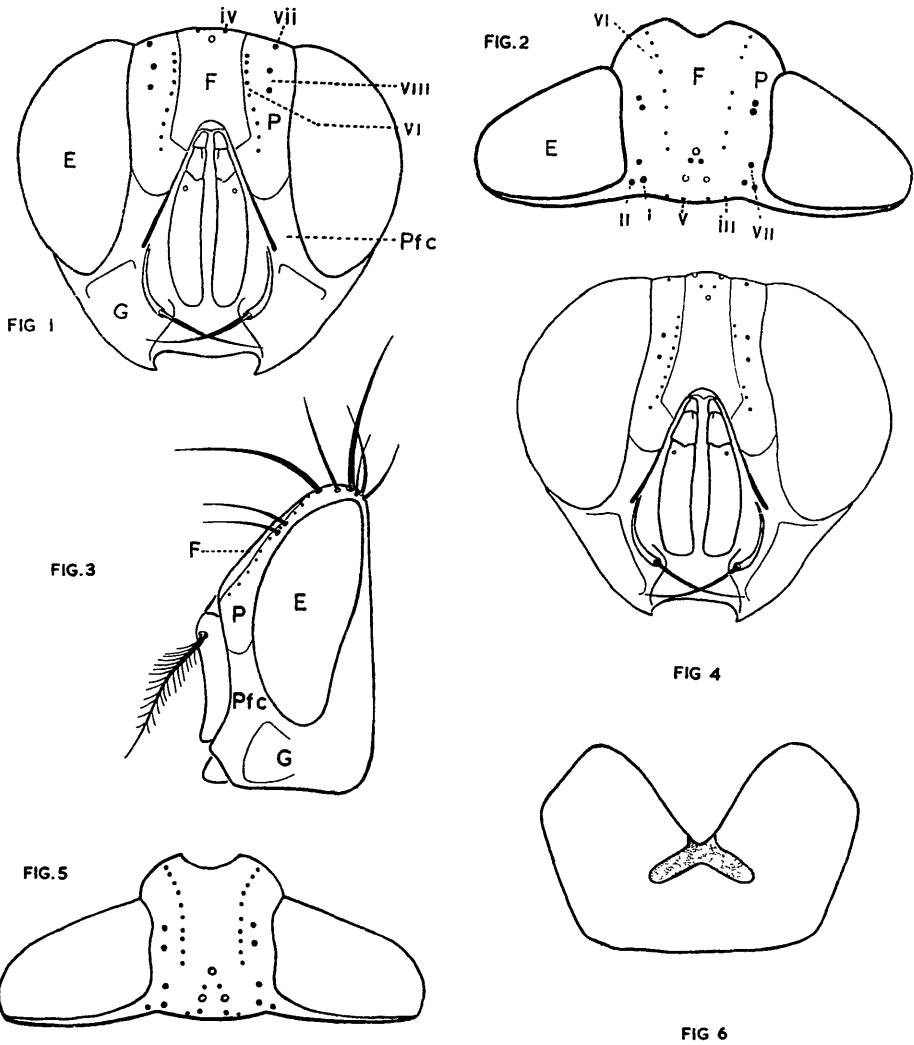 iv vii
F
VIII
P
VI
E
Pfc
G
FIG 1
FIG.2
VI
F
P
E
II I V iii VII
F
FIG.3
P
E
Pfc
G
FIG 4
FIG.5
FIG 6